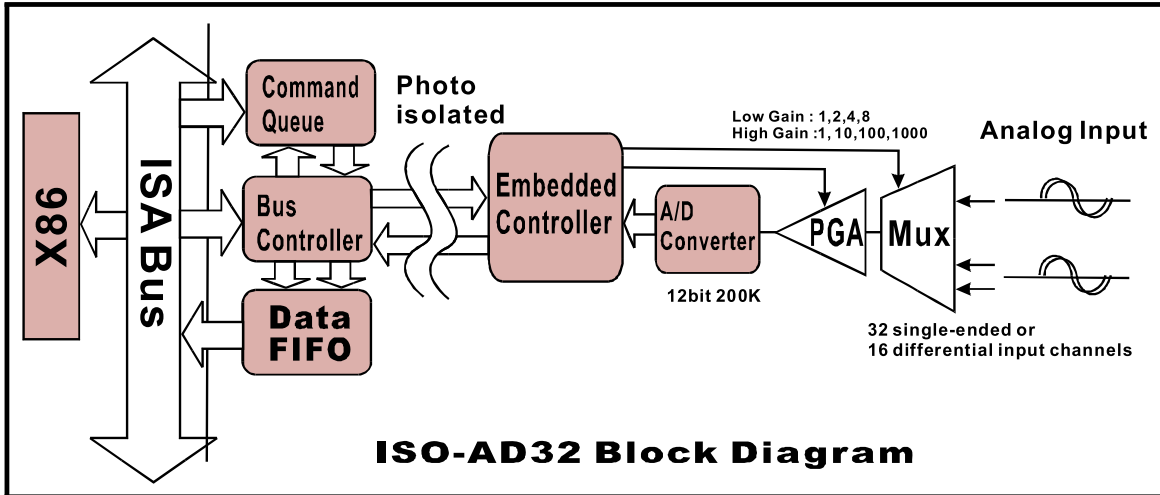 X86
ISA Bus
Command
Queue
Bus
Controller
Data
FIFO
Photo
isolated
Embedded
Controller
A/D
Converter
12bit 200K
PGA
Low Gain : 1,2,4,8
High Gain :1, 10,100,1000
Mux
Analog Input
32 single-ended or
16 differential input channels
ISO-AD32 Block Diagram